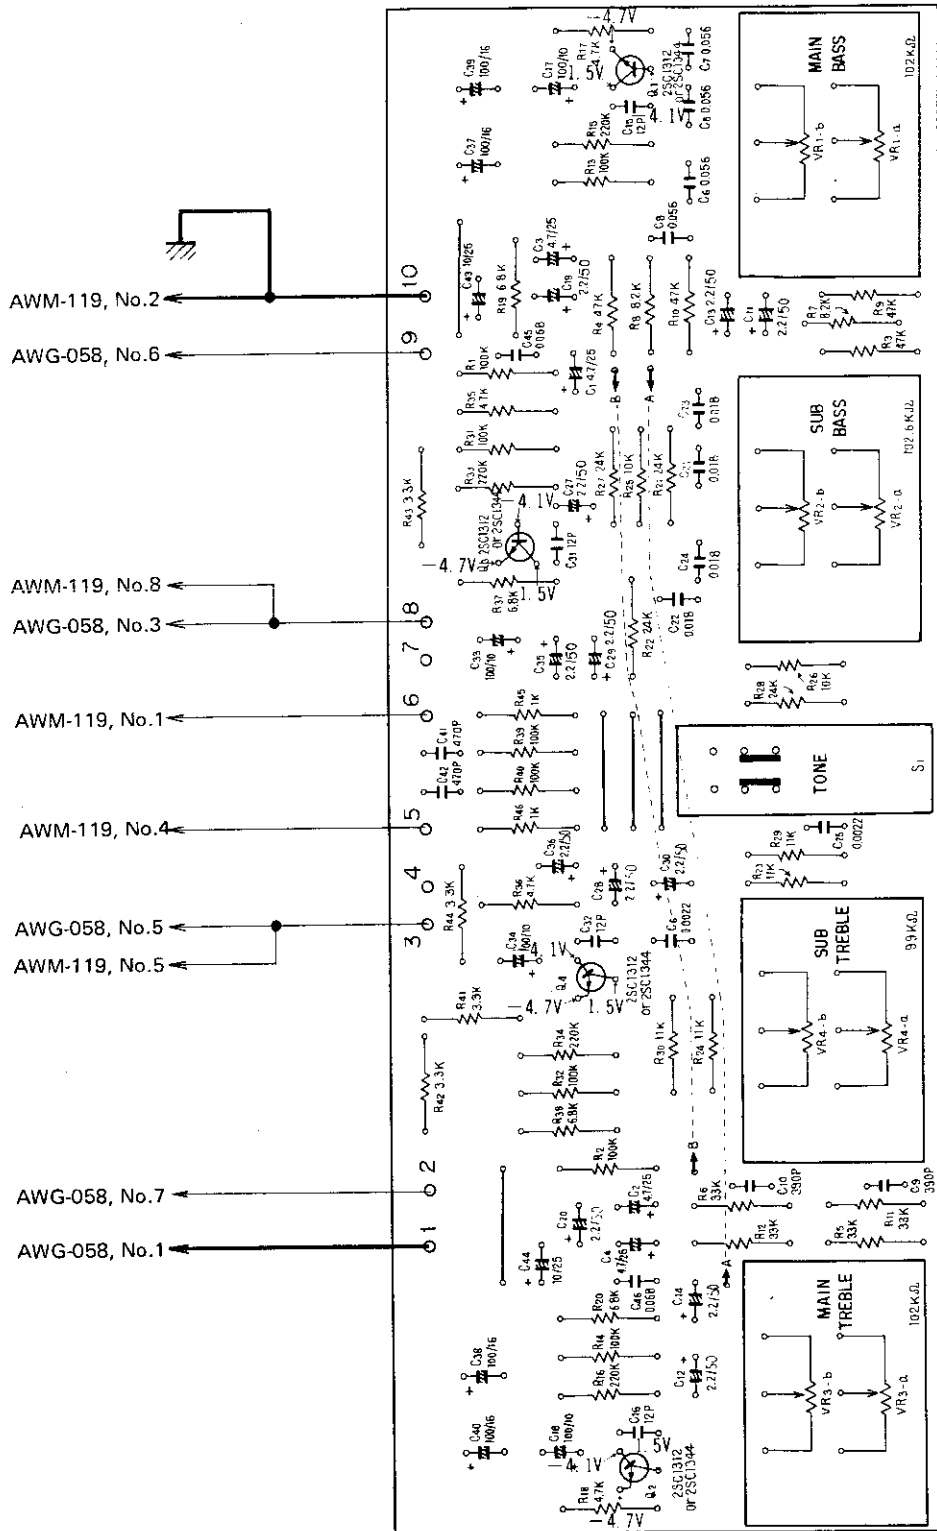 AWM-119, No.2
AWG-058, No.6
AWM-119, No.8
AWG-058, No.3
AWM-119, No.1
AWM-119, No.4
AWG-058, No.5
AWM-119, No.5
AWG-058, No.7
AWG-058, No.1
10
9
8
7
6
5
4
3
2
1
C39 100/16
C37 100/16
C17 100/10
-4.7V
R17 4.7K
1.5V
Q1
2SC1312
or 2SC1344
4.1V
C15 12P
R15 220K
R13 100K
C7 0.056
C5 0.056
C6 0.056
C8 0.056
MAIN BASS
102KΩ
VR1-b
VR1-a
C43 10/25
R19 6.8K
C3 4.7/25
C19 2.2/50
C45 0.068
R1 100K
C1 4.7/25
R4 47K
R8 8.2K
R10 47K
C13 2.2/50
C11 2.2/50
R7 8.2K
R9 47K
R3 47K
R35 47K
R31 100K
R33 220K
R43 3.3K
C27 2.2/50
B
A
R27 24K
R25 10K
R21 24K
C23 0.018
C21 0.018
C24 0.018
C22 0.018
SUB BASS
102.6KΩ
VR2-b
VR2-a
-4.1V
2SC1312
or 2SC1344
-4.7V
1.5V
C31 12P
R37 6.8K
C33 100/10
C35 2.2/50
C29 2.2/50
R22 24K
R28 24K
R26 10K
R45 1K
C41 470P
R39 100K
C42 470P
R40 100K
R46 1K
TONE
S1
C36 2.2/50
R36 4.7K
R44 3.3K
C28 2.2/50
C30 2.2/50
R29 11K
R23 11K
C25 0.0022
C34 100/10
C32 12P
0.0022
4.1V
Q4
-4.7V
1.5V
2SC1312
or 2SC1344
R41 3.3K
R42 3.3K
R34 220K
R32 100K
R38 6.8K
R30 11K
R24 11K
SUB TREBLE
99KΩ
VR4-b
VR4-a
B
R2 100K
C2 4.7/25
C20 2.2/50
C4 4.7/25
C44 10/25
C46 0.068
R6 33K
C10 390P
R12 33K
R5 33K
R11 33K
C9 390P
A
R20 6.8K
R14 100K
R16 220K
C14 2.2/50
C12 2.2/50
C38 100/16
C40 100/16
C18 100/10
C16 12P
-4.1V
1.5V
Q2
2SC1312
or 2SC1344
R18 4.7K
-4.7V
MAIN TREBLE
102KΩ
VR3-b
VR3-a